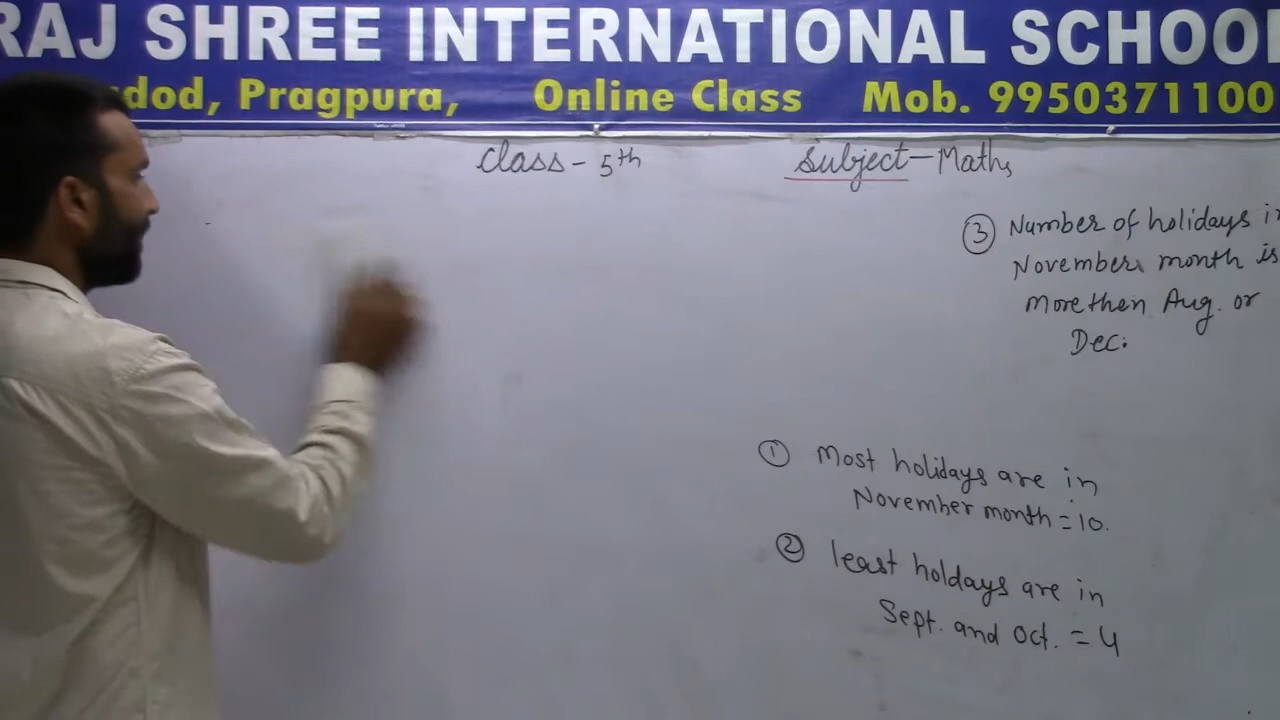 RAJ SHREE INTERNATIONAL SCHOOL
Pragpura, Online Class Mob. 9950371100
Class - 5th Subject - Maths
③ Number of holidays in
November month is
more then Aug. or
Dec.
① Most holidays are in
November month = 10.
② least holdays are in
Sept. and Oct. = 4